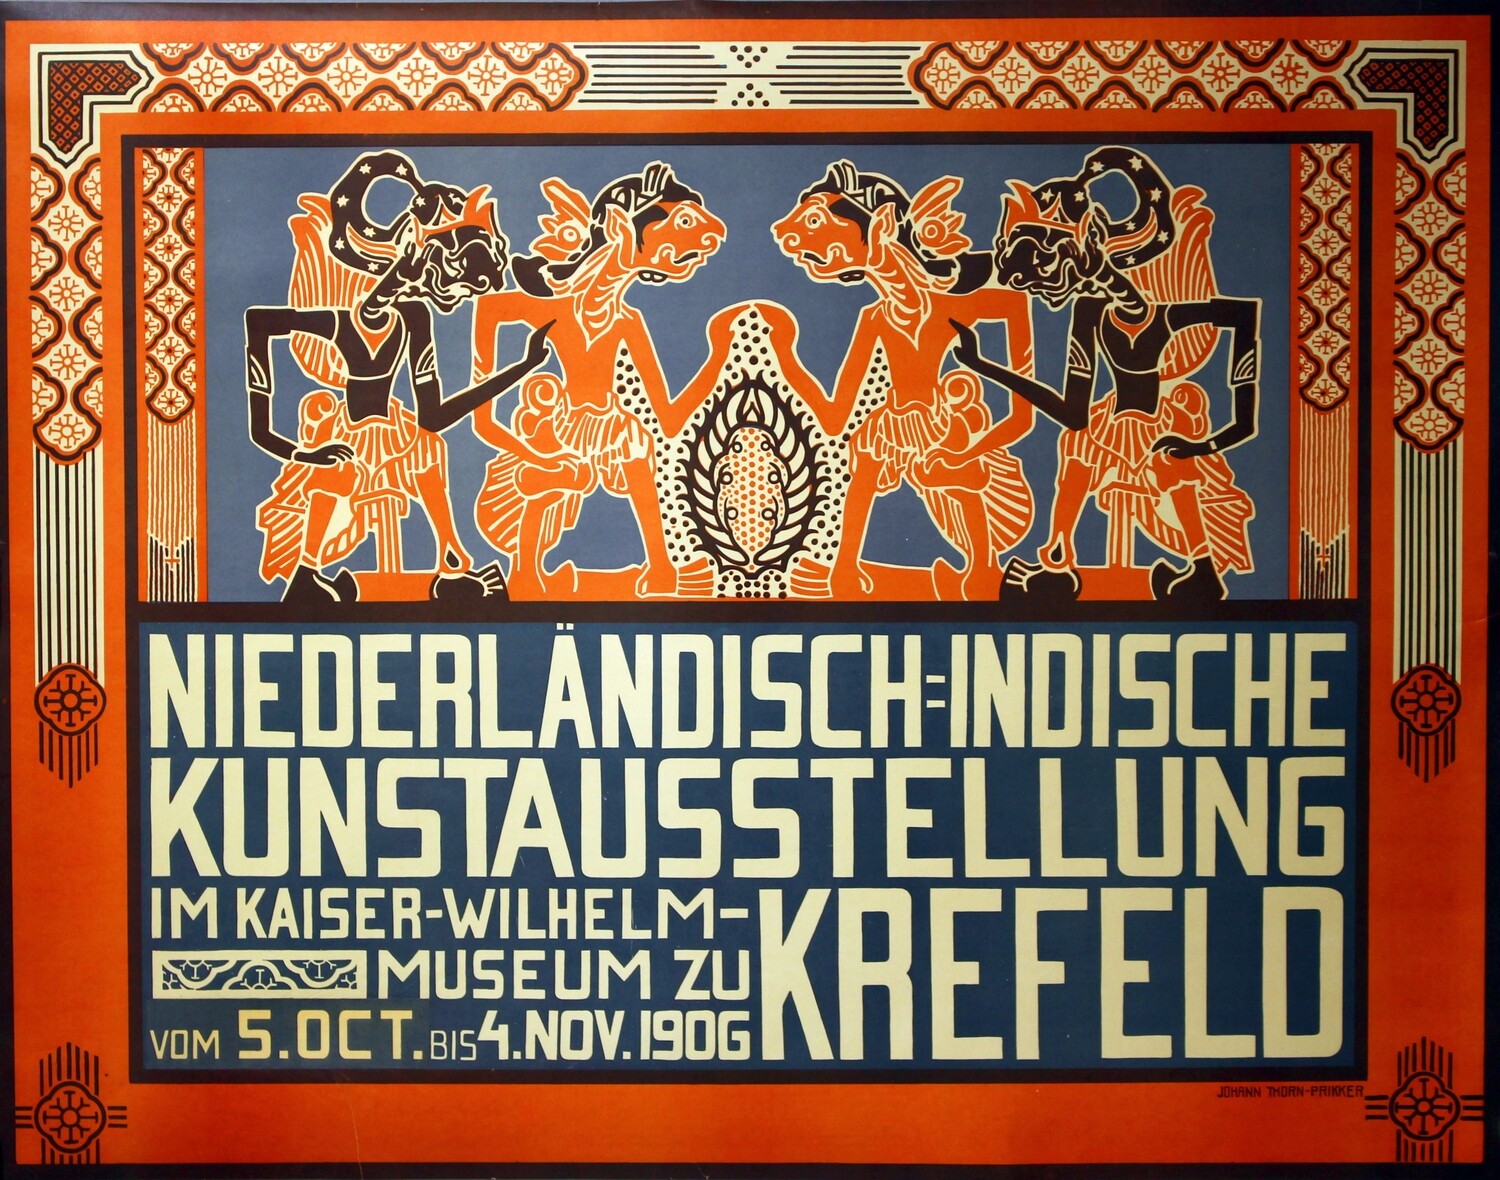 NIEDERLÄNDISCH=INDISCHE
KUNSTAUSSTELLUNG
IM KAISER-WILHELM-
MUSEUM ZU
KREFELD
VOM 5. OCT. BIS 4. NOV. 1906
JOHANN THORN-PRIKKER